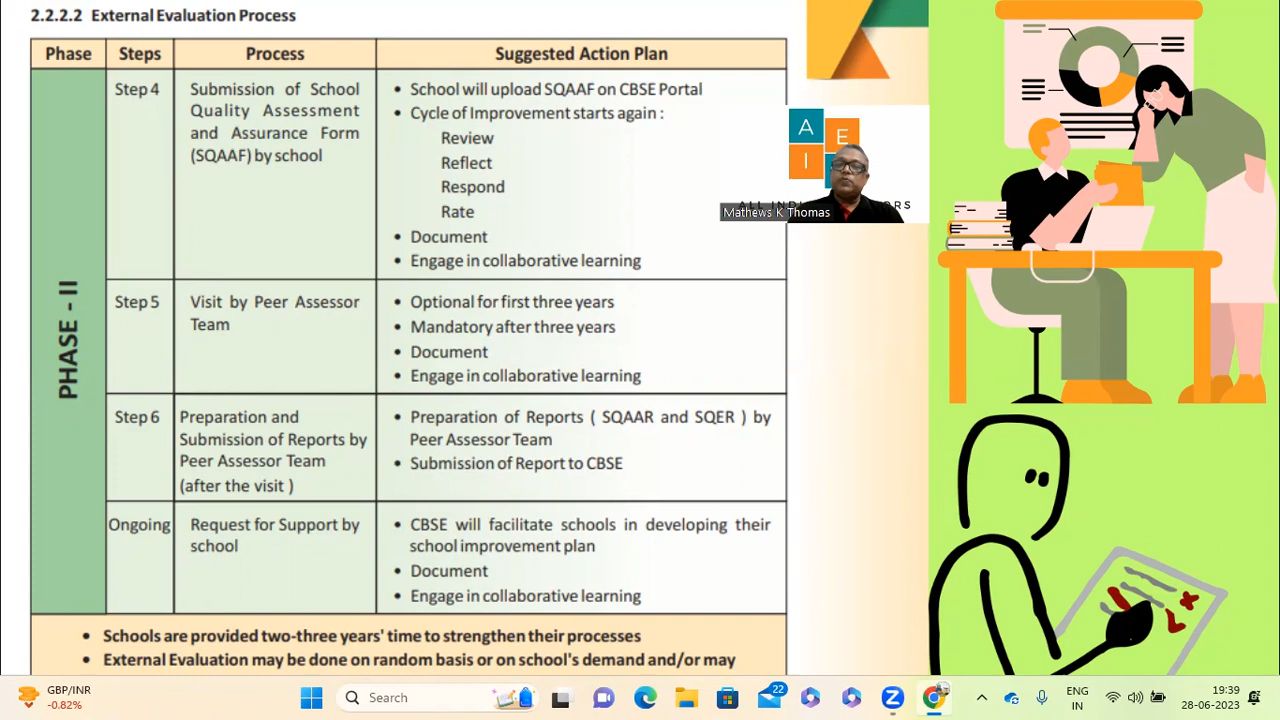 2.2.2.2 External Evaluation Process
Phase Steps Process Suggested Action Plan
PHASE - II
Step 4
Submission of School
Quality Assessment
and Assurance Form
(SQAAF) by school
• School will upload SQAAF on CBSE Portal
• Cycle of Improvement starts again :
Review
Reflect
Respond
Rate
• Document
• Engage in collaborative learning
Step 5
Visit by Peer Assessor
Team
• Optional for first three years
• Mandatory after three years
• Document
• Engage in collaborative learning
Step 6
Preparation and
Submission of Reports by
Peer Assessor Team
(after the visit )
• Preparation of Reports ( SQAAR and SQER ) by
Peer Assessor Team
• Submission of Report to CBSE
Ongoing
Request for Support by
school
• CBSE will facilitate schools in developing their
school improvement plan
• Document
• Engage in collaborative learning
• Schools are provided two-three years' time to strengthen their processes
• External Evaluation may be done on random basis or on school's demand and/or may
A E
I
Mathews K Thomas
GBP/INR
-0.82%
Search
22
ENG
IN
19:39
28-06-2023